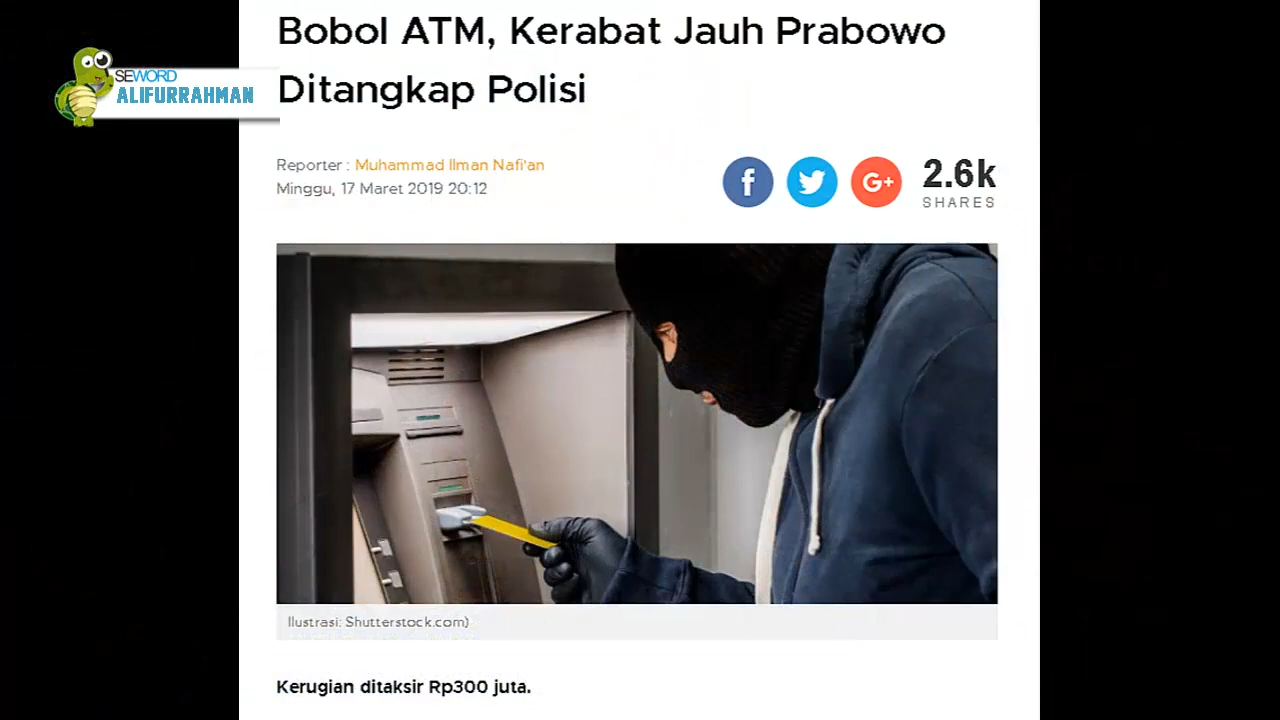 Bobol ATM, Kerabat Jauh Prabowo
Ditangkap Polisi
SEWORD
ALIFURRAHMAN
Reporter : Muhammad Ilman Nafi'an
Minggu, 17 Maret 2019 20:12
f
G+
2.6k
SHARES
Ilustrasi: Shutterstock.com)
Kerugian ditaksir Rp300 juta.